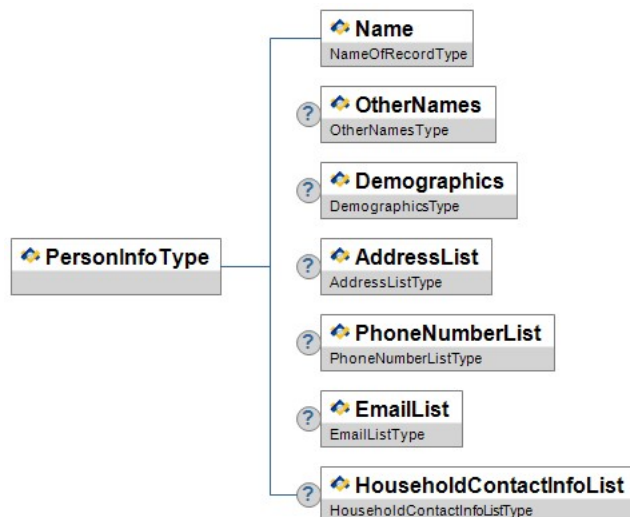 Name
NameOfRecordType
?
OtherNames
OtherNamesType
?
Demographics
DemographicsType
PersonInfoType
?
AddressList
AddressListType
?
PhoneNumberList
PhoneNumberListType
?
EmailList
EmailListType
?
HouseholdContactInfoList
HouseholdContactInfoListType